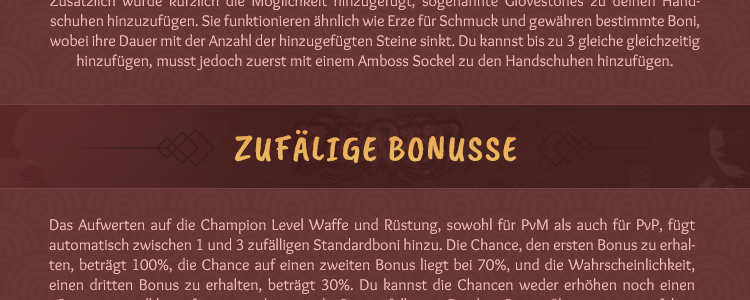 Zusätzlich wurde kürzlich die Möglichkeit hinzugefügt, sogenannte Glovestones zu deinen Hand-
schuhen hinzuzufügen. Sie funktionieren ähnlich wie Erze für Schmuck und gewähren bestimmte Boni,
wobei ihre Dauer mit der Anzahl der hinzugefügten Steine sinkt. Du kannst bis zu 3 gleiche gleichzeitig
hinzufügen, musst jedoch zuerst mit einem Amboss Sockel zu den Handschuhen hinzufügen.
ZUFÄLIGE BONUSSE
Das Aufwerten auf die Champion Level Waffe und Rüstung, sowohl für PvM als auch für PvP, fügt
automatisch zwischen 1 und 3 zufälligen Standardboni hinzu. Die Chance, den ersten Bonus zu erhal-
ten, beträgt 100%, die Chance auf einen zweiten Bonus liegt bei 70%, und die Wahrscheinlichkeit,
einen dritten Bonus zu erhalten, beträgt 30%. Du kannst die Chancen weder erhöhen noch einen